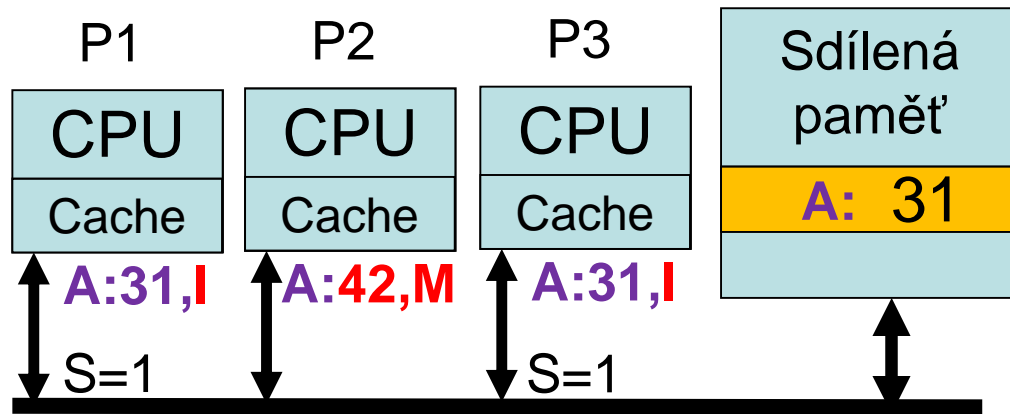 P1
P2
P3
Sdílená
paměť
CPU
CPU
CPU
Cache
Cache
Cache
A: 31
A:31,I
A:42,M
A:31,I
S=1
S=1